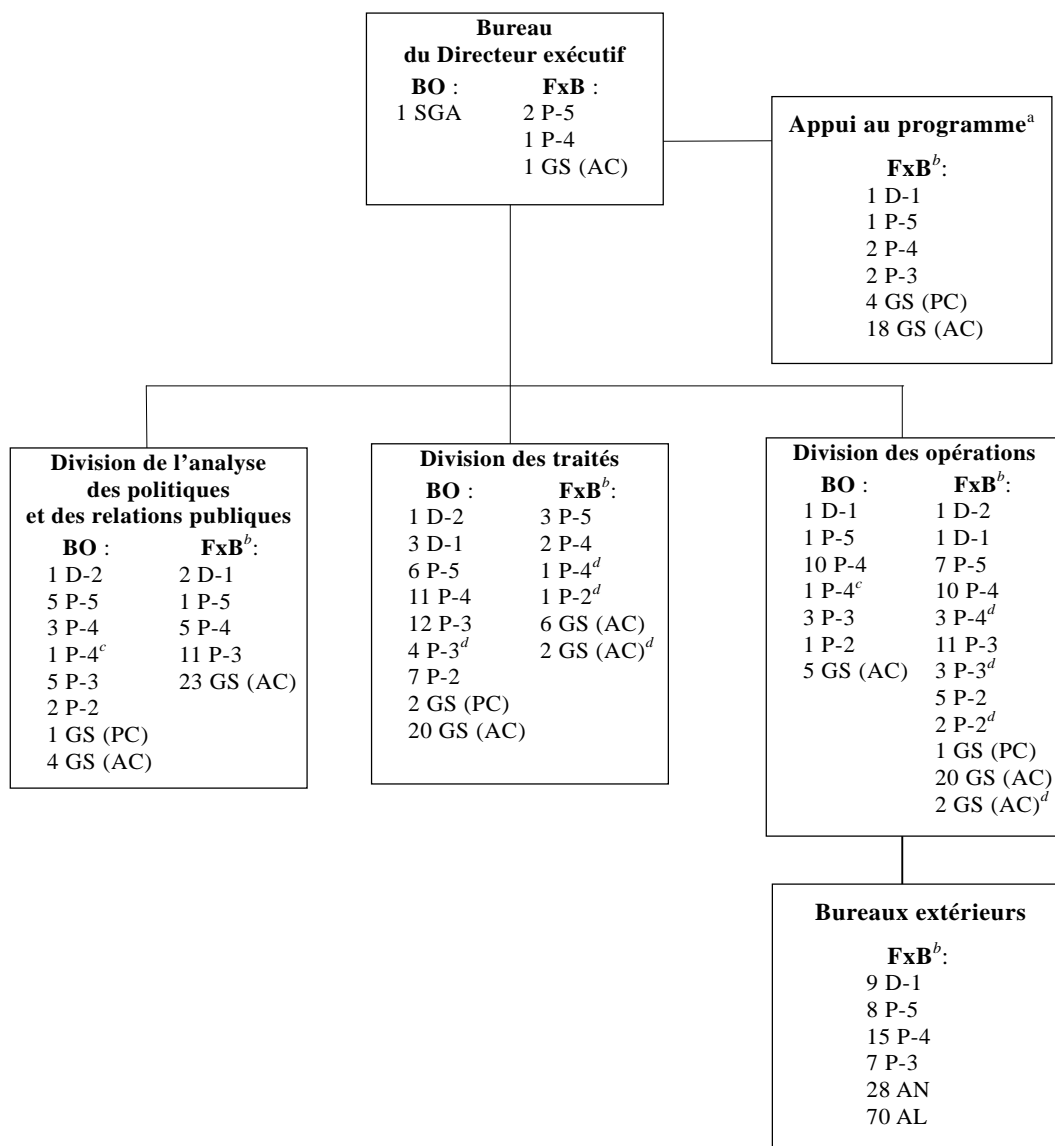 Bureau
du Directeur exécutif
BO : FxB :
1 SGA 2 P-5
1 P-4
1 GS (AC)
Appui au programme^a
FxB^b:
1 D-1
1 P-5
2 P-4
2 P-3
4 GS (PC)
18 GS (AC)
Division de l'analyse
des politiques
et des relations publiques
BO : FxB^b:
1 D-2 2 D-1
5 P-5 1 P-5
3 P-4 5 P-4
1 P-4^c 11 P-3
5 P-3 23 GS (AC)
2 P-2
1 GS (PC)
4 GS (AC)
Division des traités
BO : FxB^b:
1 D-2 3 P-5
3 D-1 2 P-4
6 P-5 1 P-4^d
11 P-4 1 P-2^d
12 P-3 6 GS (AC)
4 P-3^d 2 GS (AC)^d
7 P-2
2 GS (PC)
20 GS (AC)
Division des opérations
BO : FxB^b:
1 D-1 1 D-2
1 P-5 1 D-1
10 P-4 7 P-5
1 P-4^c 10 P-4
3 P-3 3 P-4^d
1 P-2 11 P-3
5 GS (AC) 3 P-3^d
5 P-2
2 P-2^d
1 GS (PC)
20 GS (AC)
2 GS (AC)^d
Bureaux extérieurs
FxB^b:
9 D-1
8 P-5
15 P-4
7 P-3
28 AN
70 AL